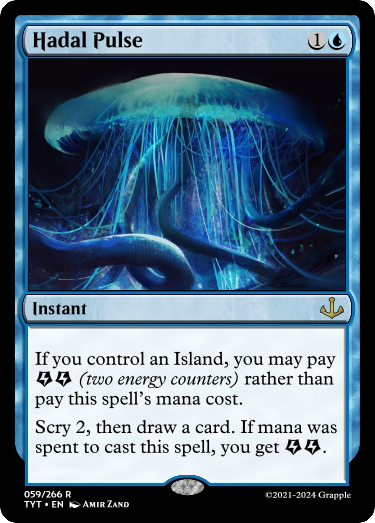 Hadal Pulse 1
Instant
If you control an Island, you may pay
(two energy counters) rather than
pay this spell's mana cost.
Scry 2, then draw a card. If mana was
spent to cast this spell, you get .
059/266 R
TYT • EN Amir Zand
©2021-2024 Grapple